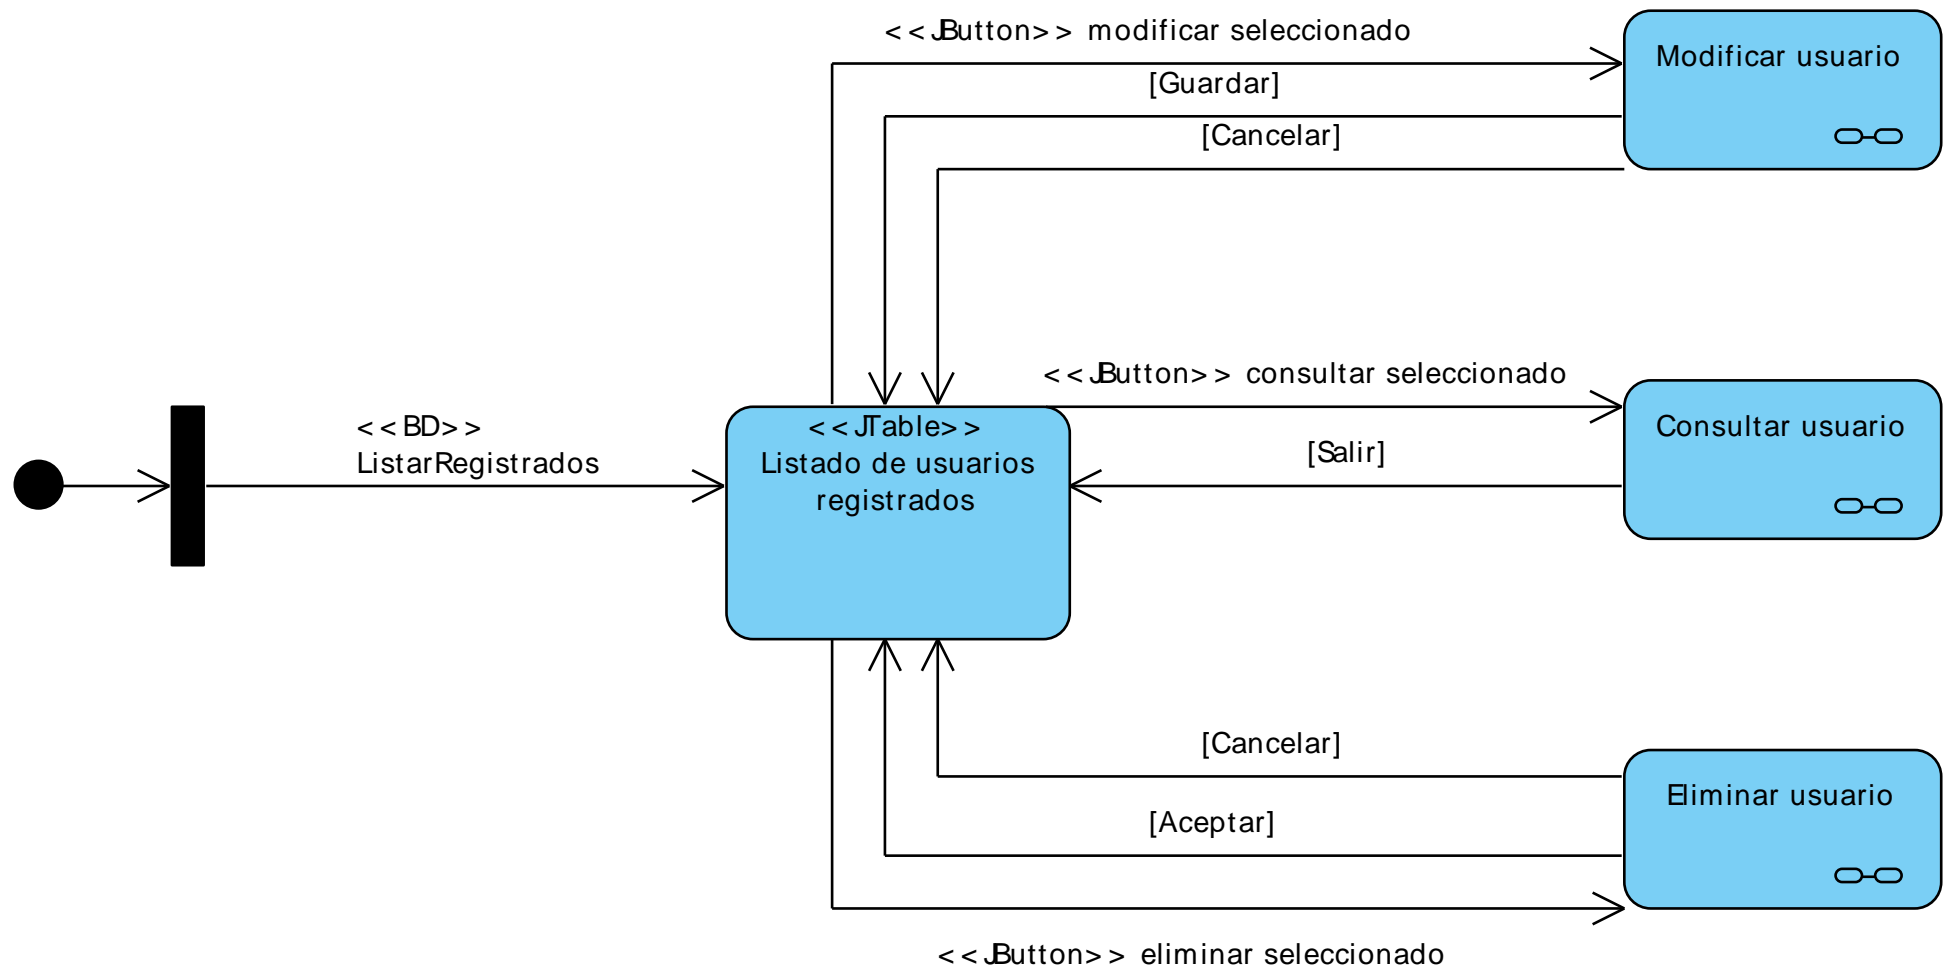 <<JButton>> modificar seleccionado
Modificar usuario
[Guardar]
[Cancelar]
<<JButton>> consultar seleccionado
<<BD>>
ListarRegistrados
<<JTable>>
Listado de usuarios
registrados
Consultar usuario
[Salir]
[Cancelar]
Eliminar usuario
[Aceptar]
<<JButton>> eliminar seleccionado